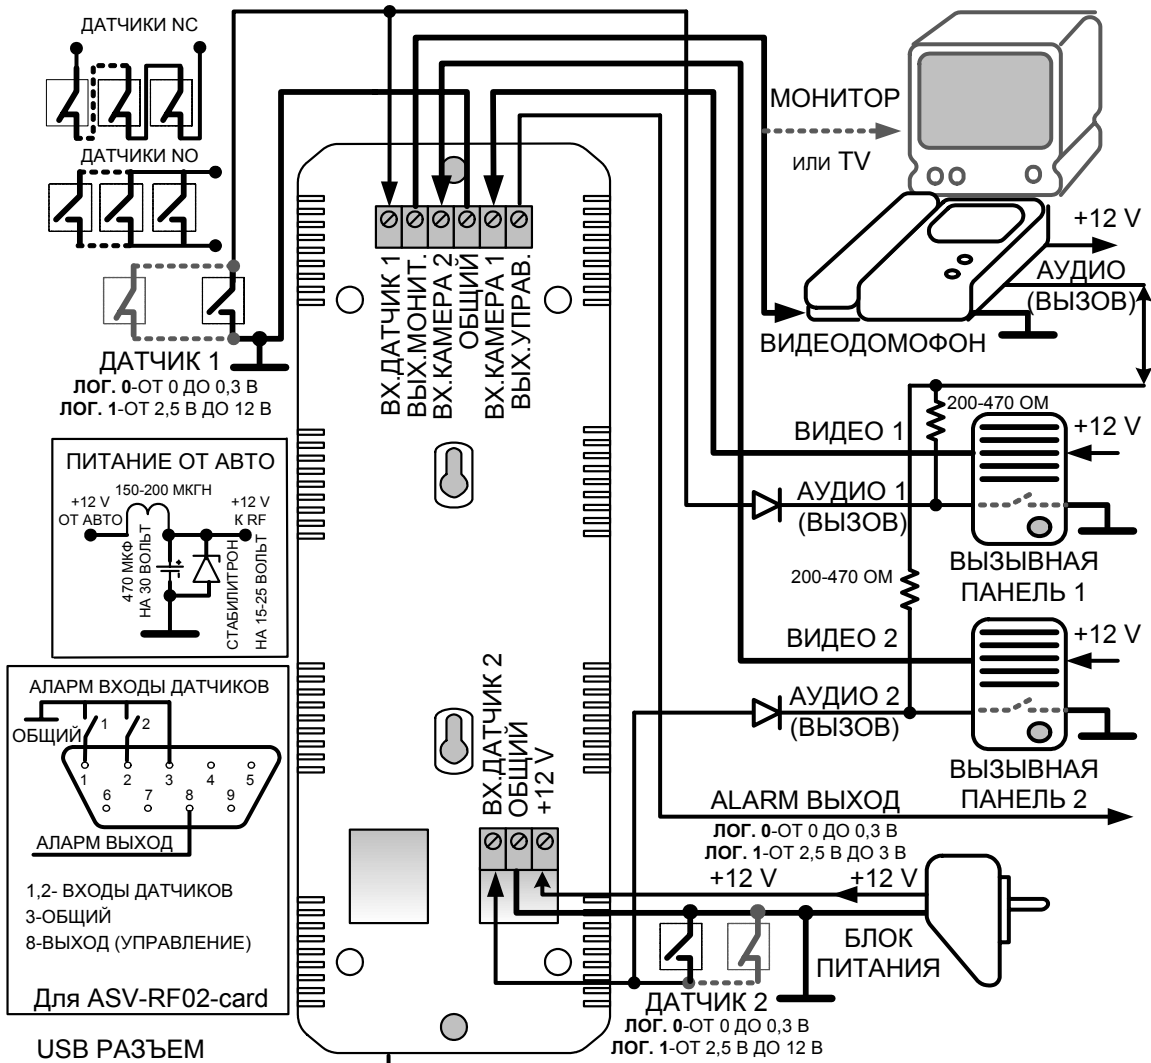 ДАТЧИКИ NC
ДАТЧИКИ NO
ДАТЧИК 1
ЛОГ. 0-ОТ 0 ДО 0,3 В
ЛОГ. 1-ОТ 2,5 В ДО 12 В
ПИТАНИЕ ОТ АВТО
150-200 МКГН
+12 V
ОТ АВТО
+12 V
К RF
470 МКФ
НА 30 ВОЛЬТ
+
СТАБИЛИТРОН
НА 15-25 ВОЛЬТ
АЛАРМ ВХОДЫ ДАТЧИКОВ
ОБЩИЙ
1
2
1
2
3
4
5
6
7
8
9
АЛАРМ ВЫХОД
1,2- ВХОДЫ ДАТЧИКОВ
3-ОБЩИЙ
8-ВЫХОД (УПРАВЛЕНИЕ)
Для ASV-RF02-card
USB РАЗЪЕМ
ВХ.ДАТЧИК 1
ВЫХ.МОНИТ.
ВХ.КАМЕРА 2
ОБЩИЙ
ВХ.КАМЕРА 1
ВЫХ.УПРАВ.
ВХ.ДАТЧИК 2
ОБЩИЙ
+12 V
МОНИТОР
ИЛИ TV
+12 V
АУДИО
(ВЫЗОВ)
ВИДЕОДОМОФОН
200-470 ОМ
ВИДЕО 1
+12 V
АУДИО 1
(ВЫЗОВ)
ВЫЗЫВНАЯ
ПАНЕЛЬ 1
200-470 ОМ
ВИДЕО 2
+12 V
АУДИО 2
(ВЫЗОВ)
ВЫЗЫВНАЯ
ПАНЕЛЬ 2
ALARM ВЫХОД
ЛОГ. 0-ОТ 0 ДО 0,3 В
ЛОГ. 1-ОТ 2,5 В ДО 3 В
+12 V
+12 V
БЛОК
ПИТАНИЯ
ДАТЧИК 2
ЛОГ. 0-ОТ 0 ДО 0,3 В
ЛОГ. 1-ОТ 2,5 В ДО 12 В